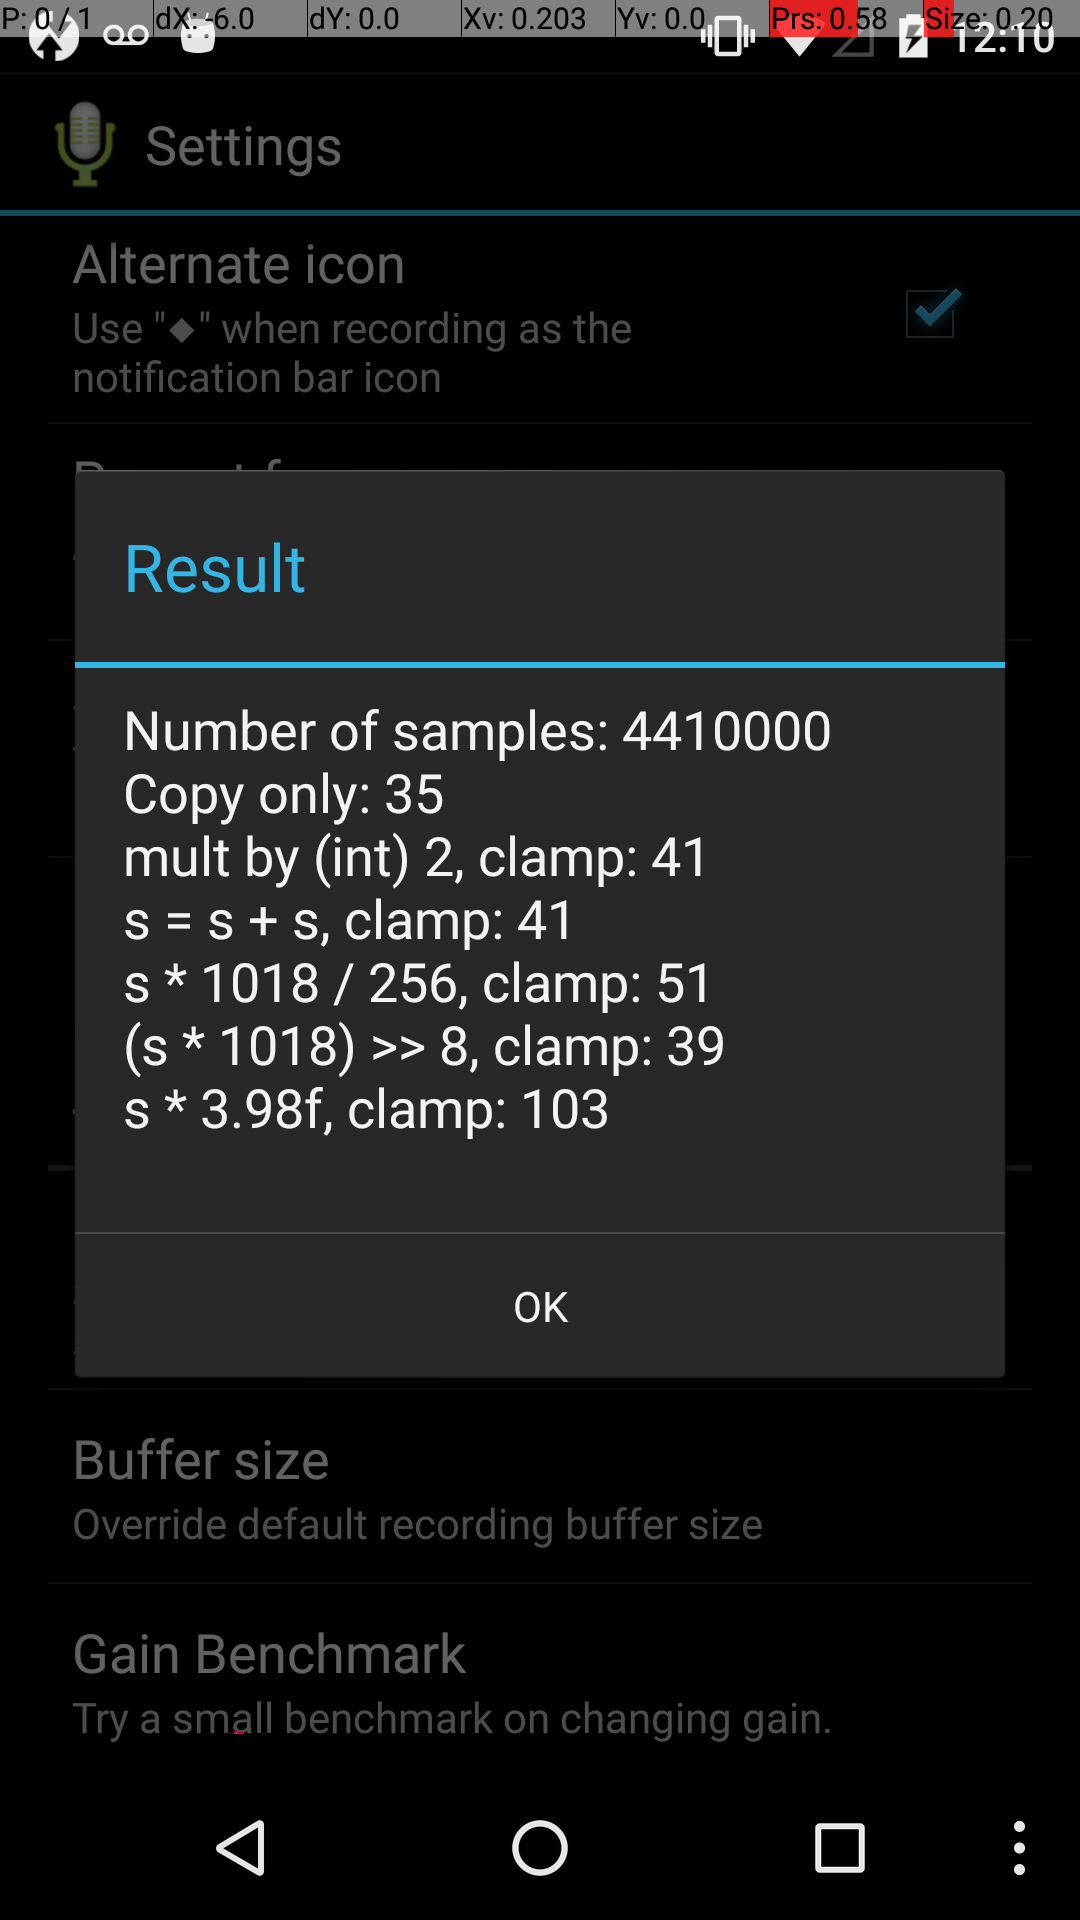 P: 0 / 1 dX: -6.0 dY: 0.0 Xv: 0.203 Yv: 0.0 Prs: 0.58 Size: 0.20
12:10
Settings
Alternate icon
Use "◆" when recording as the
notification bar icon
Result
Number of samples: 4410000
Copy only: 35
mult by (int) 2, clamp: 41
s = s + s, clamp: 41
s * 1018 / 256, clamp: 51
(s * 1018) >> 8, clamp: 39
s * 3.98f, clamp: 103
OK
Buffer size
Override default recording buffer size
Gain Benchmark
Try a small benchmark on changing gain.